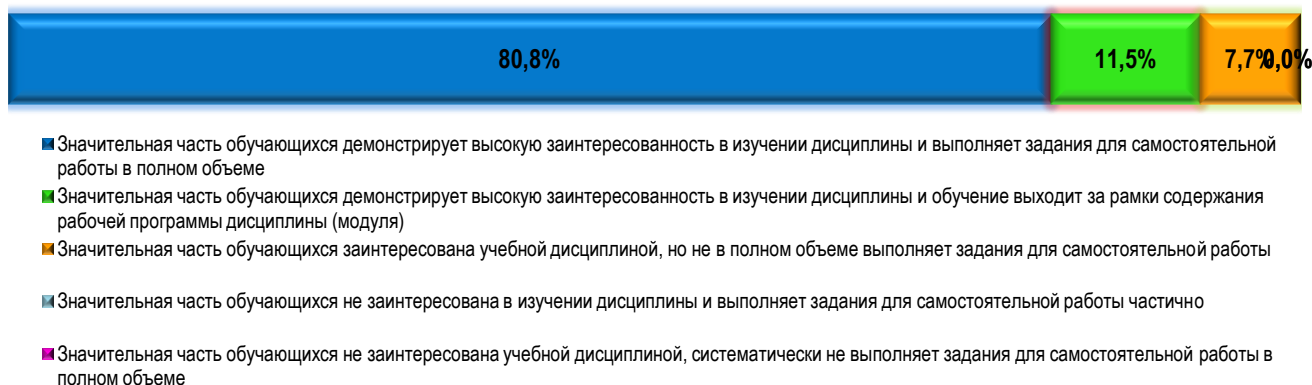 80,8%
11,5%
7,7%
0,0%
Значительная часть обучающихся демонстрирует высокую заинтересованность в изучении дисциплины и выполняет задания для самостоятельной
работы в полном объеме
Значительная часть обучающихся демонстрирует высокую заинтересованность в изучении дисциплины и обучение выходит за рамки содержания
рабочей программы дисциплины (модуля)
Значительная часть обучающихся заинтересована учебной дисциплиной, но не в полном объеме выполняет задания для самостоятельной работы
Значительная часть обучающихся не заинтересована в изучении дисциплины и выполняет задания для самостоятельной работы частично
Значительная часть обучающихся не заинтересована учебной дисциплиной, систематически не выполняет задания для самостоятельной работы в
полном объеме